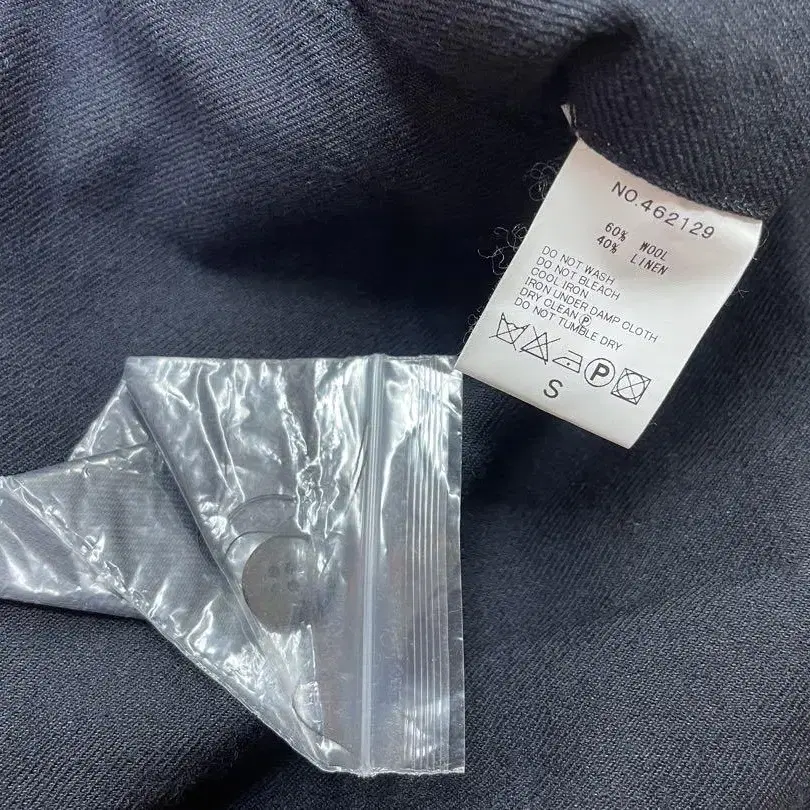 NO.462129
60% WOOL
40% LINEN
DO NOT WASH
DO NOT BLEACH
COOL IRON
IRON UNDER DAMP CLOTH
DRY CLEAN Ⓟ
DO NOT TUMBLE DRY
P
S